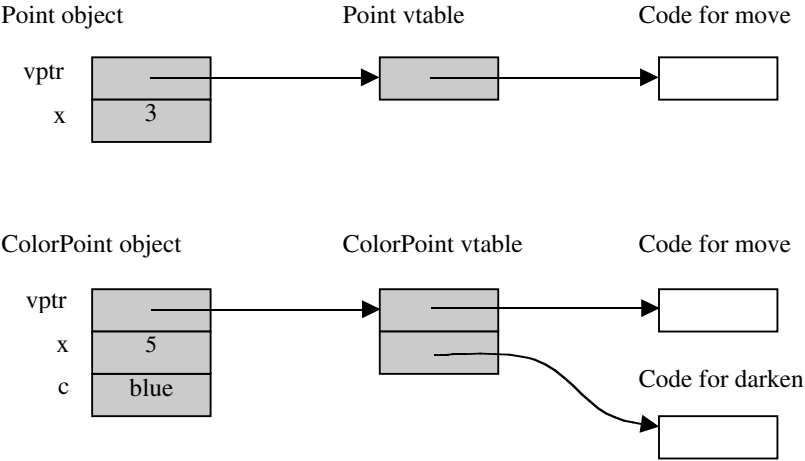 Point object
Point vtable
Code for move
vptr
x
3
ColorPoint object
ColorPoint vtable
Code for move
vptr
x
5
c
blue
Code for darken